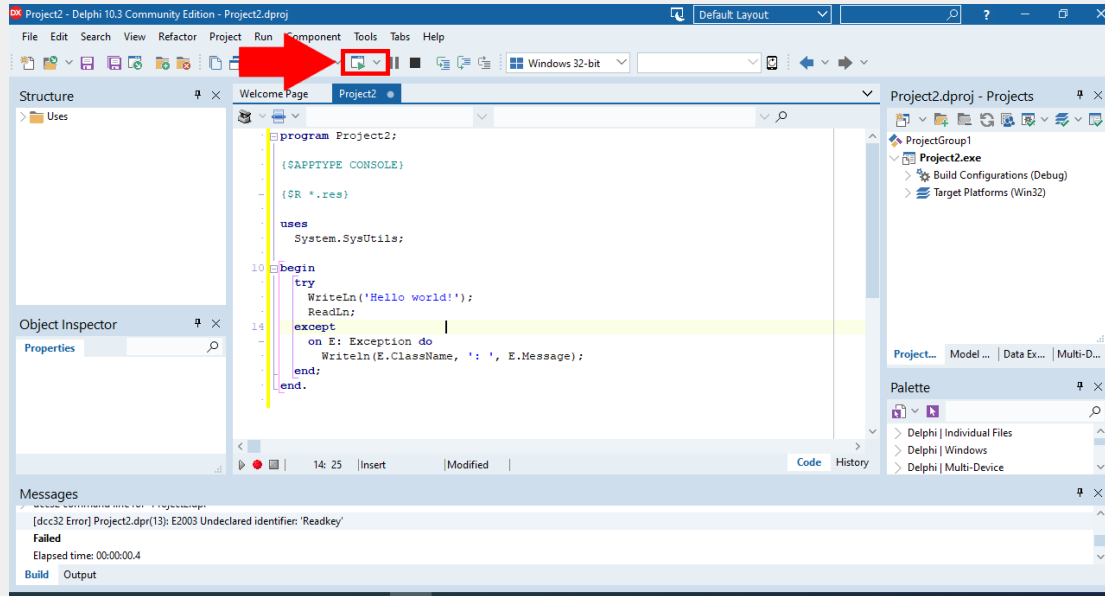 Project2 - Delphi 10.3 Community Edition - Project2.dproj
Default Layout
?
File Edit Search View Refactor Project Run Component Tools Tabs Help
Windows 32-bit
Structure
Uses
Object Inspector
Properties
Welcome Page Project2
program Project2;
{$APPTYPE CONSOLE}
{$R *.res}
uses
System.SysUtils;
10 begin
try
WriteLn('Hello world!');
ReadLn;
14 except
on E: Exception do
Writeln(E.ClassName, ': ', E.Message);
end;
end.
14: 25 Insert Modified Code History
Project2.dproj - Projects
ProjectGroup1
Project2.exe
Build Configurations (Debug)
Target Platforms (Win32)
Project... Model ... Data Ex... Multi-D...
Palette
Delphi | Individual Files
Delphi | Windows
Delphi | Multi-Device
Messages
[dcc32 Error] Project2.dpr(13): E2003 Undeclared identifier: 'Readkey'
Failed
Elapsed time: 00:00:00.4
Build Output